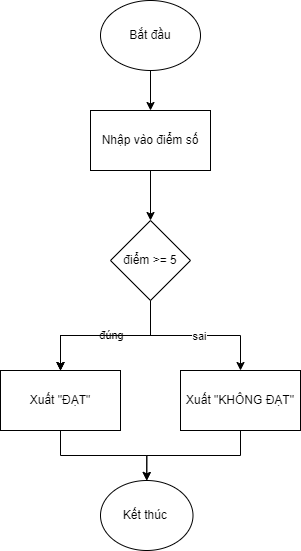 Bắt đầu
Nhập vào điểm số
điểm >= 5
đúng
sai
Xuất "ĐẠT"
Xuất "KHÔNG ĐẠT"
Kết thúc